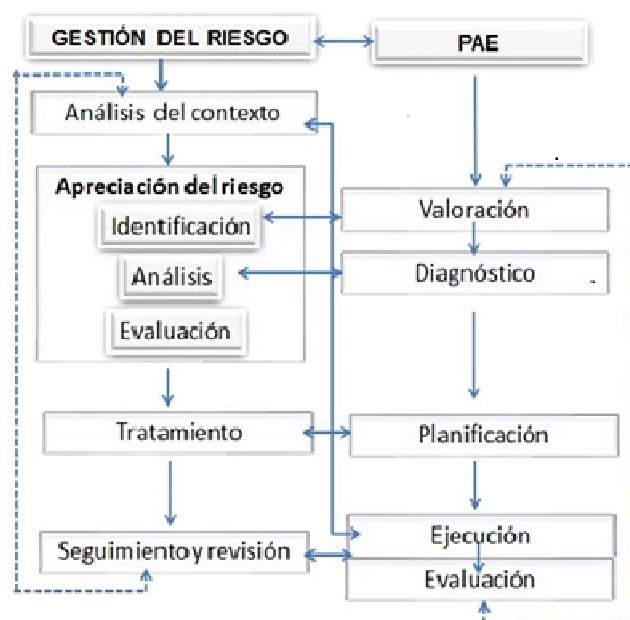 GESTIÓN DEL RIESGO
PAE
Análisis del contexto
Apreciación del riesgo
Identificación
Análisis
Evaluación
Tratamiento
Seguimiento y revisión
Valoración
Diagnóstico
Planificación
Ejecución
Evaluación